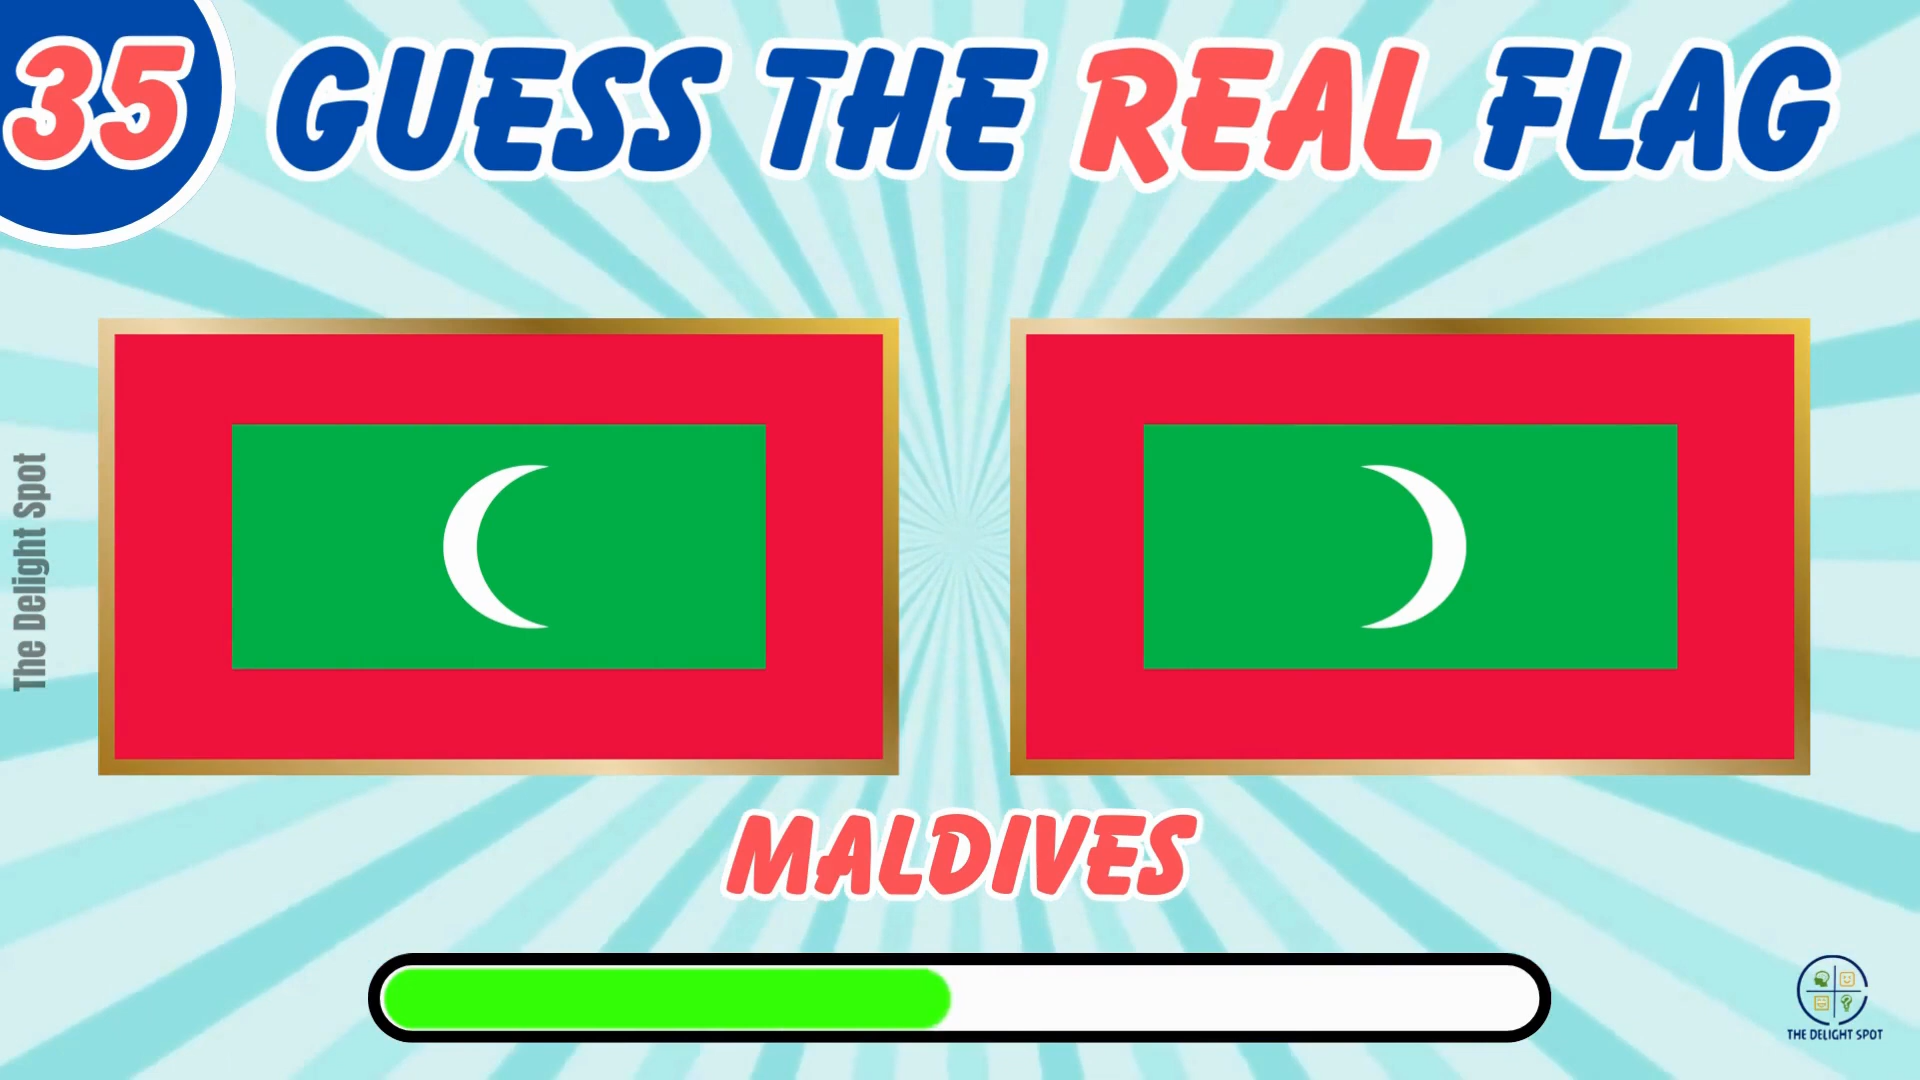 35
GUESS THE REAL FLAG
The Delight Spot
MALDIVES
THE DELIGHT SPOT